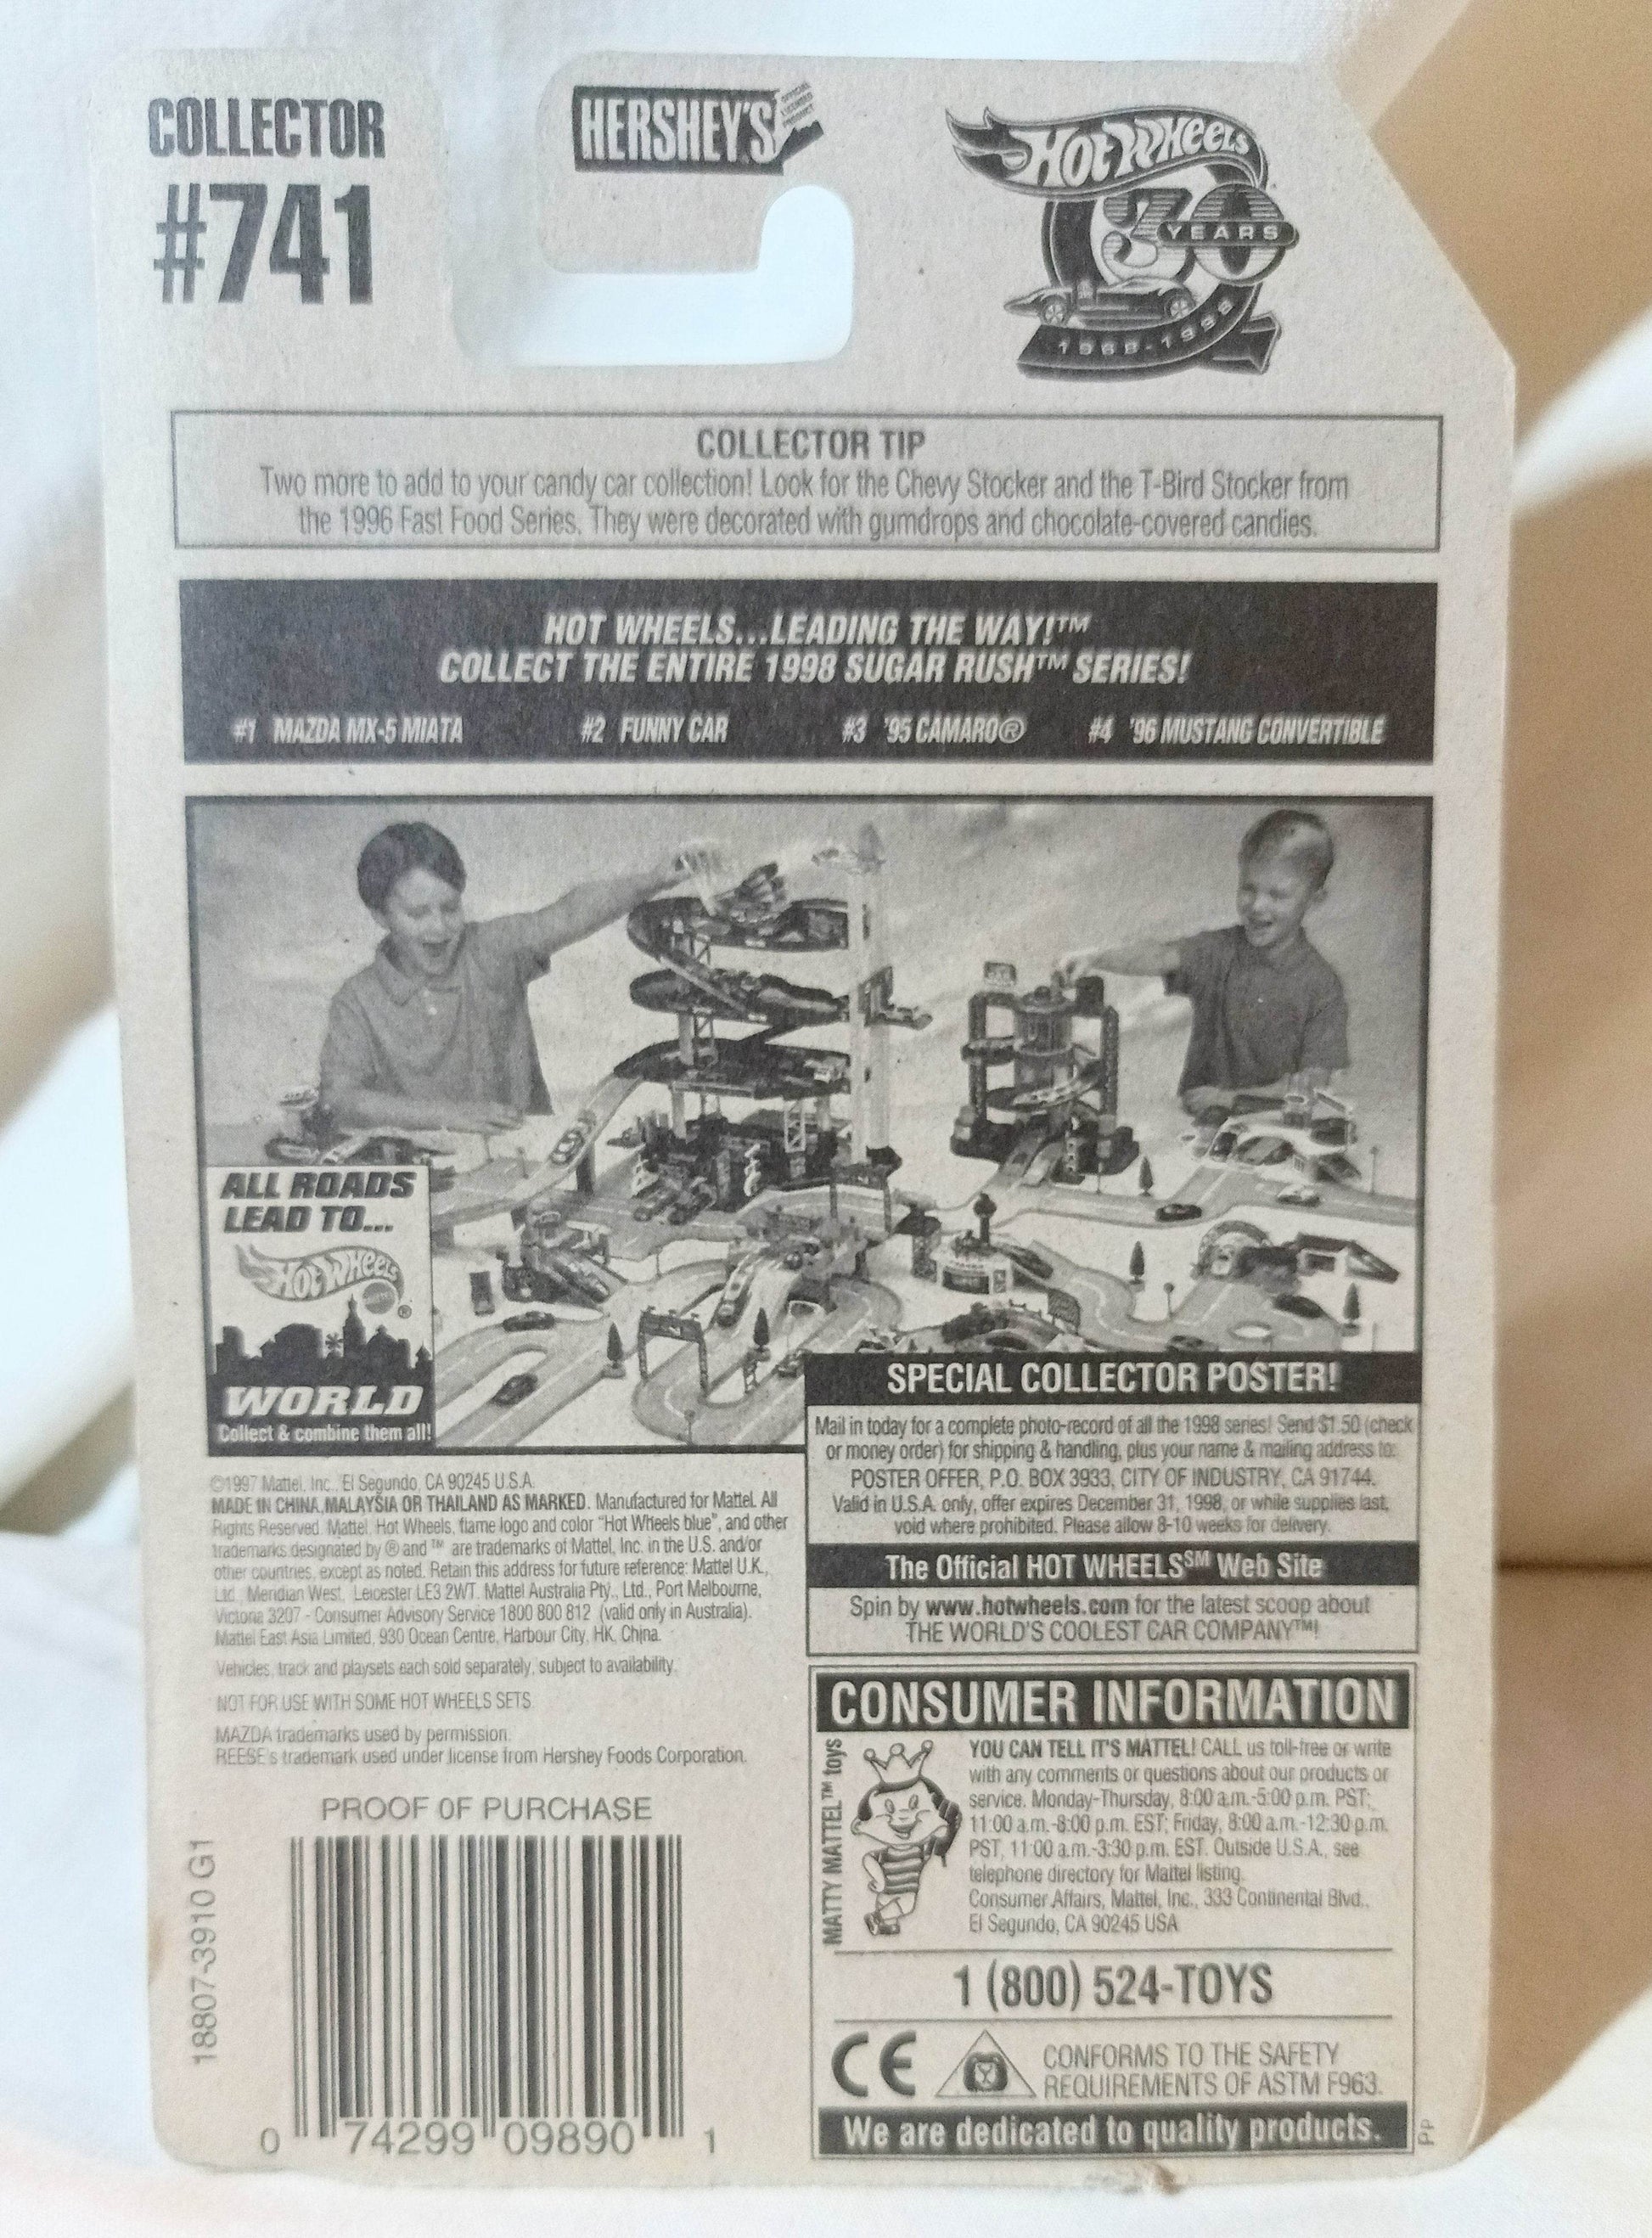 COLLECTOR
#741
HERSHEY'S
OFFICIAL
LICENSED
PRODUCT
HOT WHEELS
30
YEARS
1968-1998
COLLECTOR TIP
Two more to add to your candy car collection! Look for the Chevy Stocker and the T-Bird Stocker from
the 1996 Fast Food Series. They were decorated with gumdrops and chocolate-covered candies.
HOT WHEELS...LEADING THE WAY!™
COLLECT THE ENTIRE 1998 SUGAR RUSH™ SERIES!
#1 MAZDA MX-5 MIATA #2 FUNNY CAR #3 '95 CAMARO® #4 '96 MUSTANG CONVERTIBLE
ALL ROADS
LEAD TO...
HOT WHEELS
®
WORLD
Collect & combine them all!
SPECIAL COLLECTOR POSTER!
Mail in today for a complete photo-record of all the 1998 series! Send $1.50 (check
or money order) for shipping & handling, plus your name & mailing address to:
POSTER OFFER, P.O. BOX 3933, CITY OF INDUSTRY, CA 91744.
Valid in U.S.A. only, offer expires December 31, 1998, or while supplies last,
void where prohibited. Please allow 8-10 weeks for delivery.
The Official HOT WHEELS℠ Web Site
Spin by www.hotwheels.com for the latest scoop about
THE WORLD'S COOLEST CAR COMPANY™!
©1997 Mattel, Inc., El Segundo, CA 90245 U.S.A.
MADE IN CHINA, MALAYSIA OR THAILAND AS MARKED. Manufactured for Mattel. All
Rights Reserved. Mattel, Hot Wheels, flame logo and color "Hot Wheels blue", and other
trademarks designated by ® and ™ are trademarks of Mattel, Inc. in the U.S. and/or
other countries, except as noted. Retain this address for future reference: Mattel U.K.,
Ltd., Meridian West, Leicester LE3 2WT. Mattel Australia Pty., Ltd., Port Melbourne,
Victoria 3207 - Consumer Advisory Service 1800 800 812 (valid only in Australia).
Mattel East Asia Limited, 930 Ocean Centre, Harbour City, HK, China.
Vehicles, track and playsets each sold separately, subject to availability.
NOT FOR USE WITH SOME HOT WHEELS SETS.
MAZDA trademarks used by permission.
REESE's trademark used under license from Hershey Foods Corporation.
PROOF OF PURCHASE
18807-3910 G1
0 74299 09890 1
CONSUMER INFORMATION
MATTY MATTEL™ toys
YOU CAN TELL IT'S MATTEL! CALL us toll-free or write
with any comments or questions about our products or
service. Monday-Thursday, 8:00 a.m.-5:00 p.m. PST;
11:00 a.m.-8:00 p.m. EST; Friday, 8:00 a.m.-12:30 p.m.
PST, 11:00 a.m.-3:30 p.m. EST. Outside U.S.A., see
telephone directory for Mattel listing.
Consumer Affairs, Mattel, Inc., 333 Continental Blvd.,
El Segundo, CA 90245 USA
1 (800) 524-TOYS
CE
CONFORMS TO THE SAFETY
REQUIREMENTS OF ASTM F963.
We are dedicated to quality products.
PP